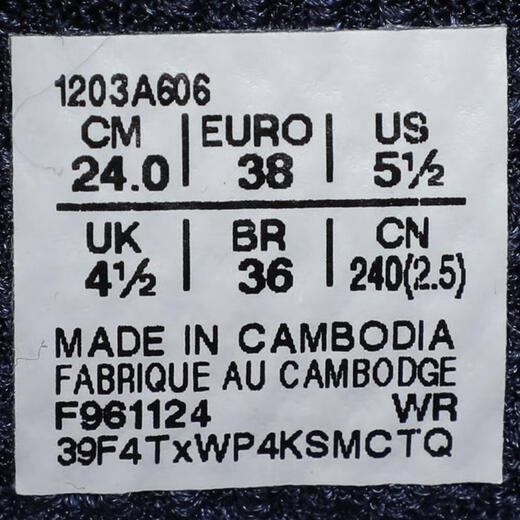 1203A606
CM | EURO | US
24.0 | 38 | 5½
UK | BR | CN
4½ | 36 | 240(2.5)
MADE IN CAMBODIA
FABRIQUE AU CAMBODGE
F961124 WR
39F4TxWP4KSMCTQ